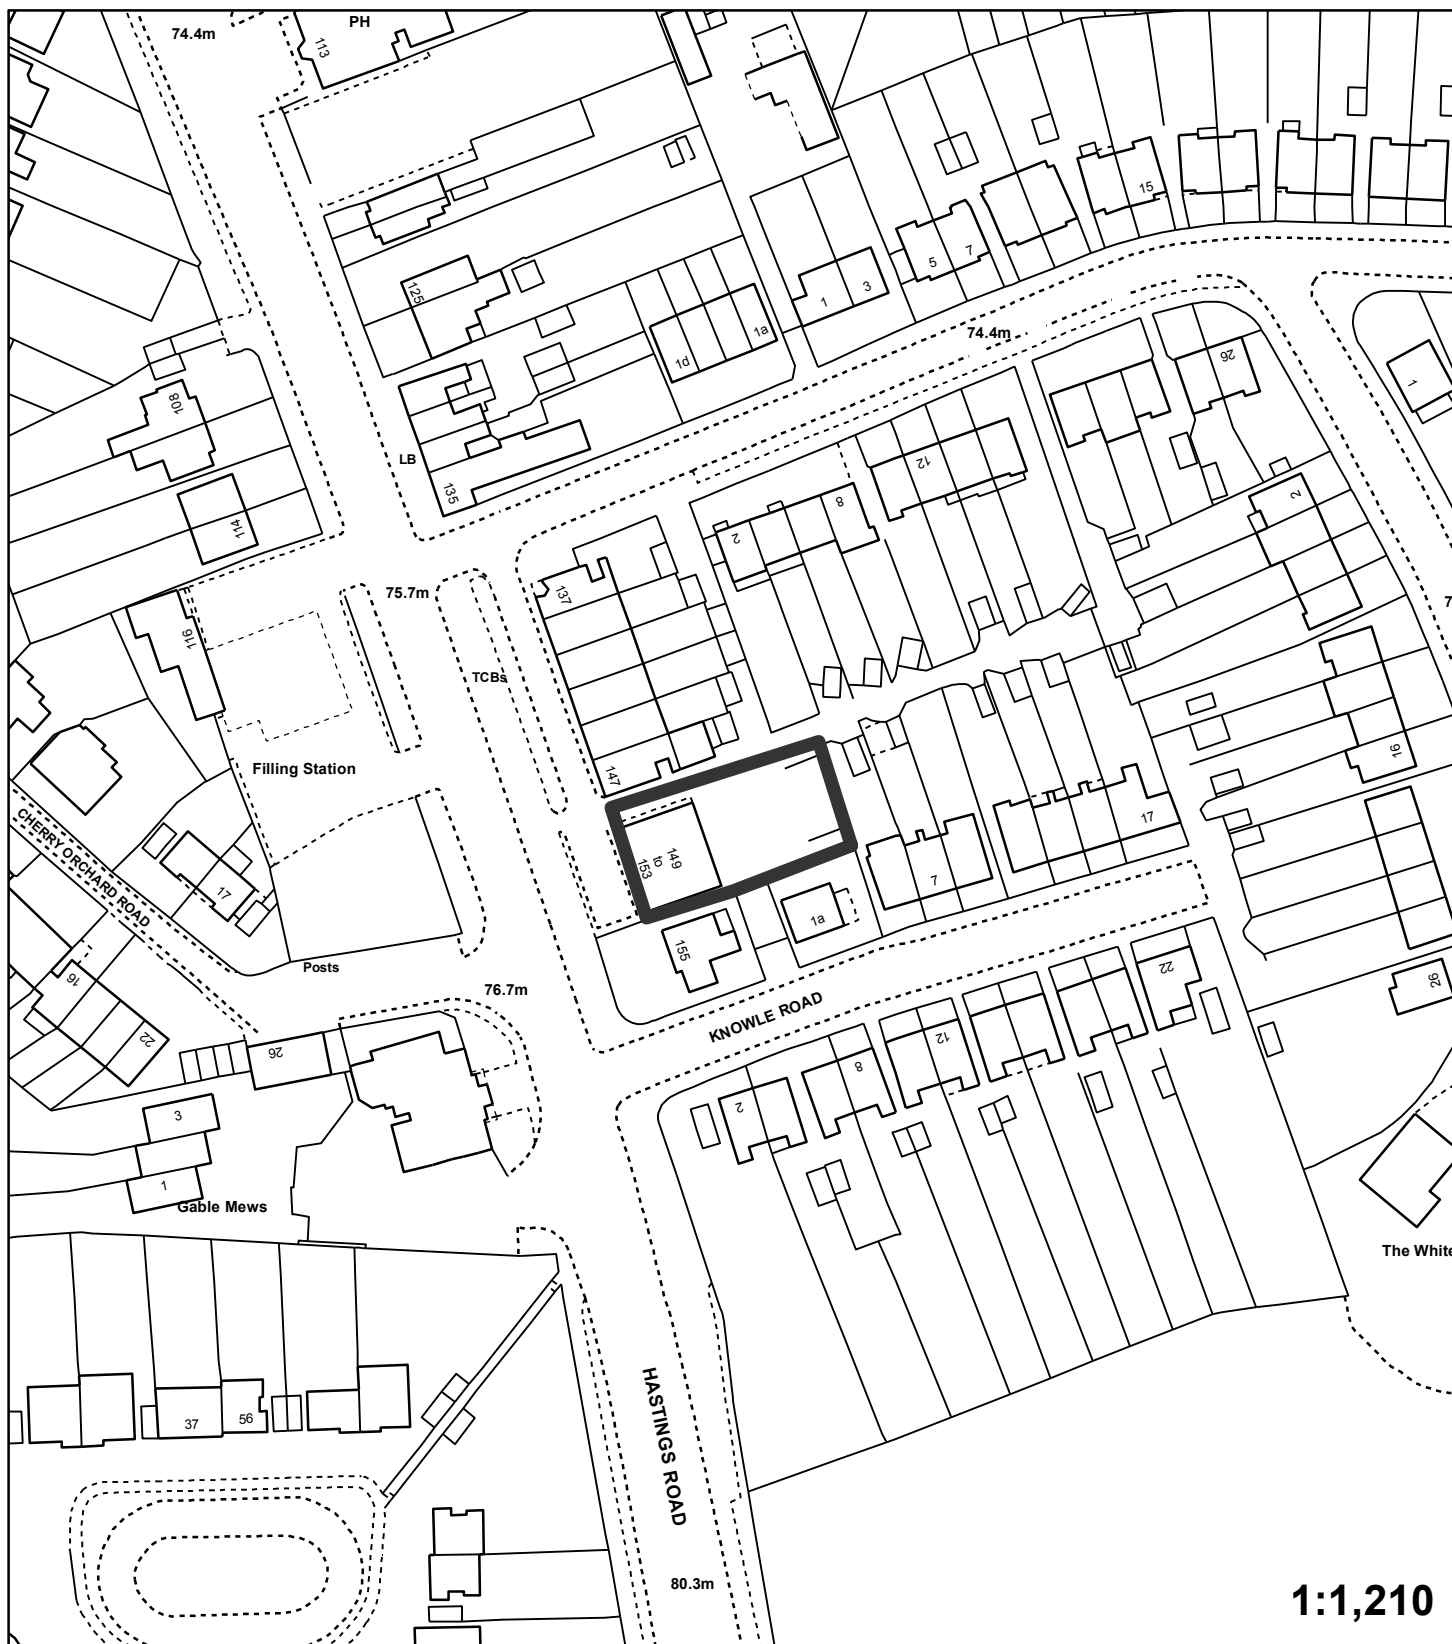 PH
74.4m
113
125
1d
1a
1
3
5
7
15
74.4m
26
1
108
LB
135
114
12
8
2
2
75.7m
137
116
TCBs
7
16
Filling Station
147
CHERRY ORCHARD ROAD
17
149
to
153
17
7
1a
155
Posts
76.7m
16
22
26
22
26
KNOWLE ROAD
12
8
2
3
1
Gable Mews
The White
37
56
HASTINGS ROAD
80.3m
1:1,210